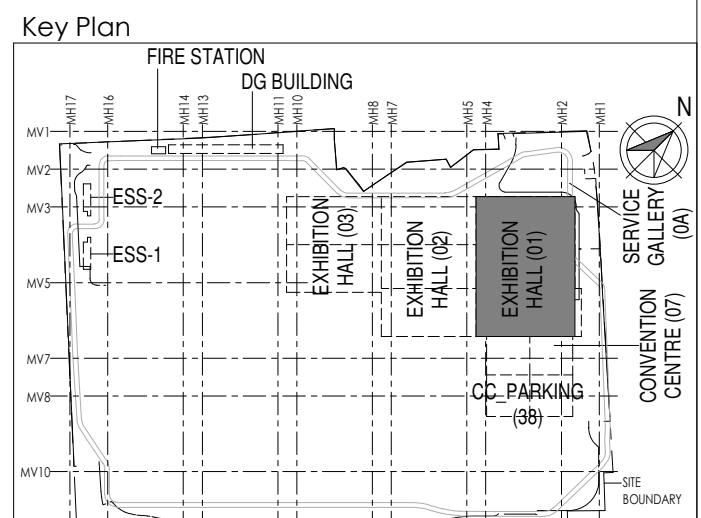 Key Plan
FIRE STATION
DG BUILDING
MH17
MH16
MH14
MH13
MH11
MH10
MH8
MH7
MH5
MH4
MH2
MH1
N
MV1
MV2
MV3
MV5
MV7
MV8
MV10
ESS-2
ESS-1
EXHIBITION
HALL (03)
EXHIBITION
HALL (02)
EXHIBITION
HALL (01)
SERVICE
GALLERY
(0A)
CONVENTION
CENTRE (07)
CC_PARKING
(38)
SITE
BOUNDARY